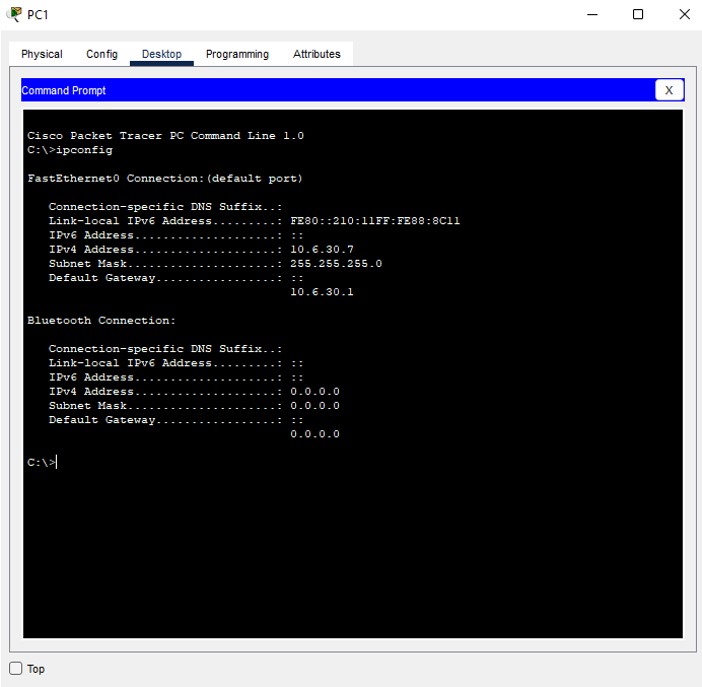 PC1
Physical Config Desktop Programming Attributes
Command Prompt
X
Cisco Packet Tracer PC Command Line 1.0
C:\>ipconfig
FastEthernet0 Connection:(default port)
Connection-specific DNS Suffix..:
Link-local IPv6 Address.........: FE80::210:11FF:FE88:8C11
IPv6 Address....................: ::
IPv4 Address....................: 10.6.30.7
Subnet Mask.....................: 255.255.255.0
Default Gateway.................: ::
10.6.30.1
Bluetooth Connection:
Connection-specific DNS Suffix..:
Link-local IPv6 Address.........: ::
IPv6 Address....................: ::
IPv4 Address....................: 0.0.0.0
Subnet Mask.....................: 0.0.0.0
Default Gateway.................: ::
0.0.0.0
C:\>
Top